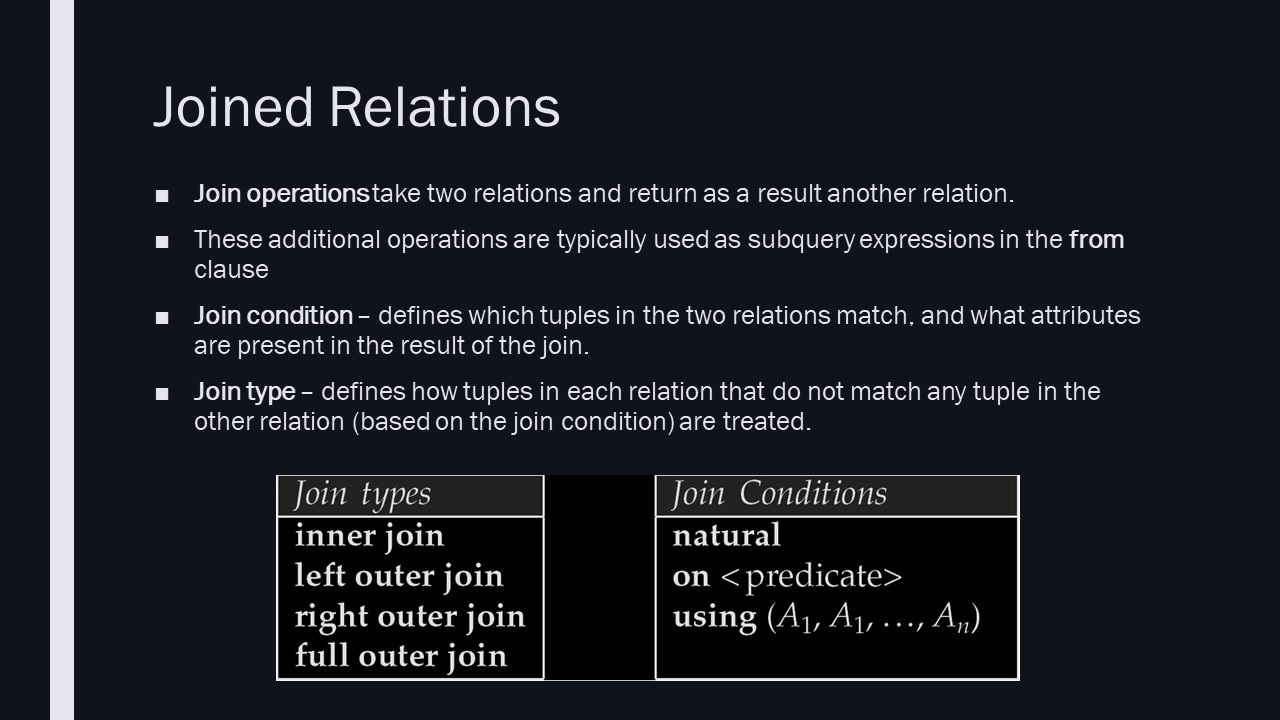 Joined Relations
■ Join operations take two relations and return as a result another relation.
■ These additional operations are typically used as subquery expressions in the from
clause
■ Join condition – defines which tuples in the two relations match, and what attributes
are present in the result of the join.
■ Join type – defines how tuples in each relation that do not match any tuple in the
other relation (based on the join condition) are treated.
Join types
inner join
left outer join
right outer join
full outer join
Join Conditions
natural
on <predicate>
using (A₁, A₁, …, Aₙ)